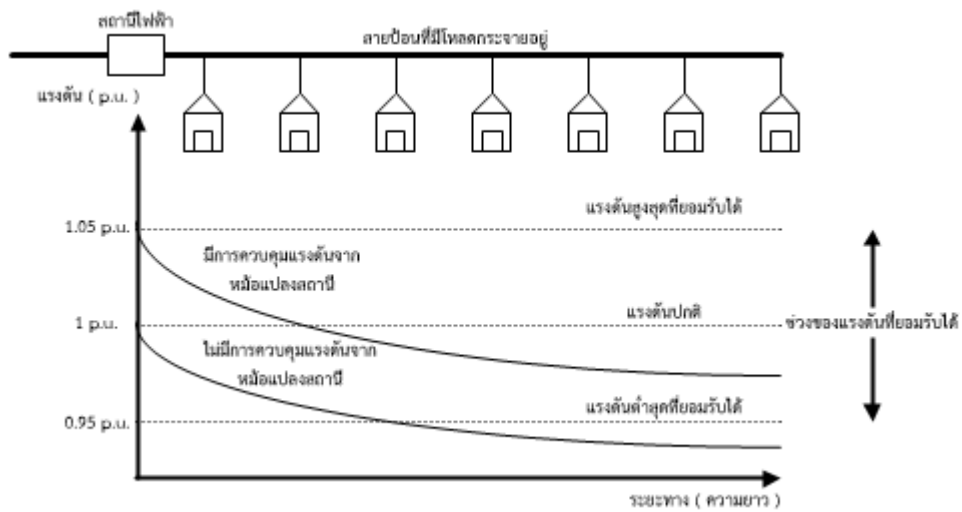 สถานีไฟฟ้า
สายป้อนที่มีโหลดกระจายอยู่
แรงดัน ( p.u. )
แรงดันสูงสุดที่ยอมรับได้
1.05 p.u.
มีการควบคุมแรงดันจาก
หม้อแปลงสถานี
แรงดันปกติ
1 p.u.
ช่วงของแรงดันที่ยอมรับได้
ไม่มีการควบคุมแรงดันจาก
หม้อแปลงสถานี
แรงดันต่ำสุดที่ยอมรับได้
0.95 p.u.
ระยะทาง ( ความยาว )